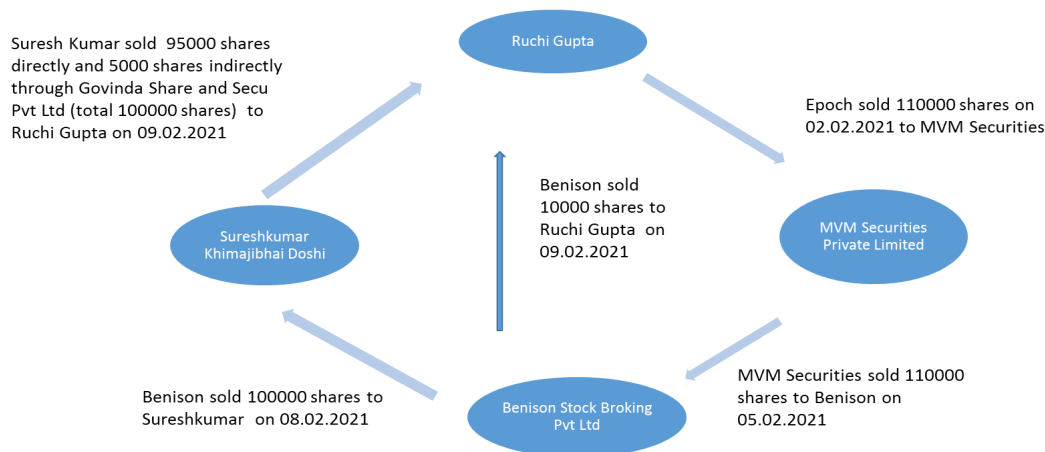 Suresh Kumar sold 95000 shares
directly and 5000 shares indirectly
through Govinda Share and Secu
Pvt Ltd (total 100000 shares) to
Ruchi Gupta on 09.02.2021
Ruchi Gupta
Epoch sold 110000 shares on
02.02.2021 to MVM Securities
Benison sold
10000 shares to
Ruchi Gupta on
09.02.2021
Sureshkumar
Khimajibhai Doshi
MVM Securities
Private Limited
Benison sold 100000 shares to
Sureshkumar on 08.02.2021
Benison Stock Broking
Pvt Ltd
MVM Securities sold 110000
shares to Benison on
05.02.2021